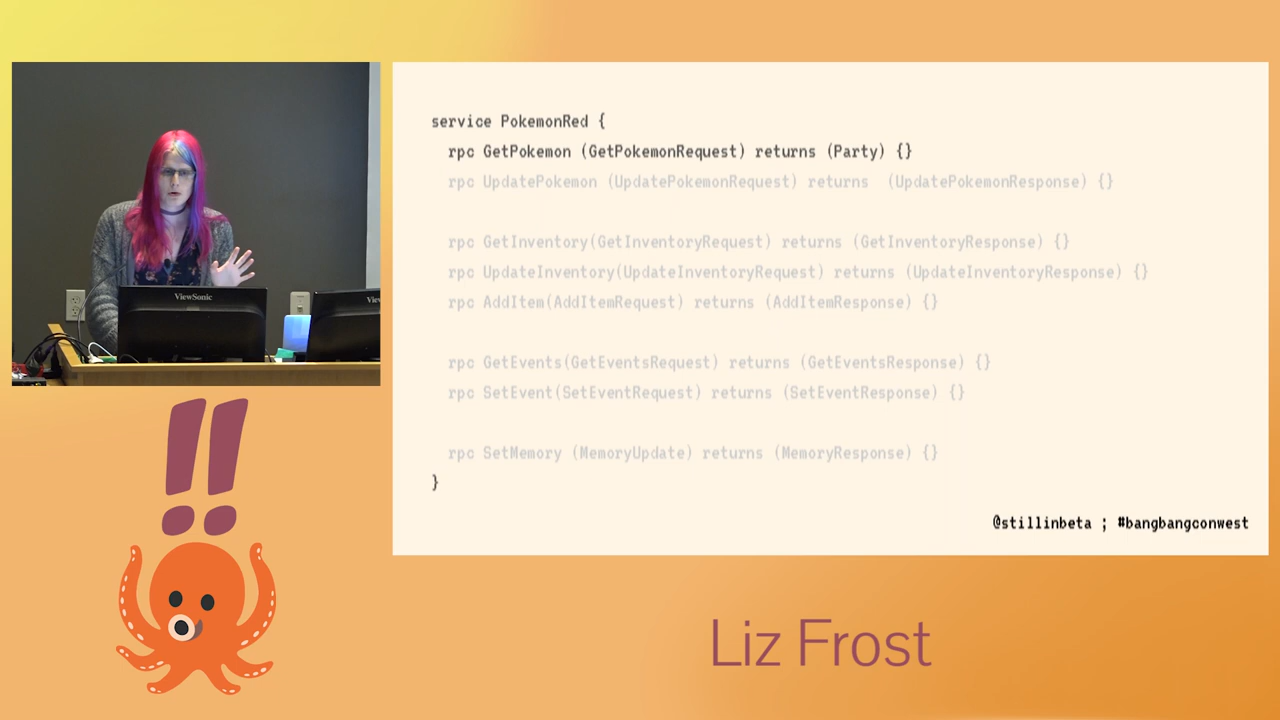 service PokemonRed {
rpc GetPokemon (GetPokemonRequest) returns (Party) {}
rpc UpdatePokemon (UpdatePokemonRequest) returns  (UpdatePokemonResponse) {}
rpc GetInventory(GetInventoryRequest) returns (GetInventoryResponse) {}
rpc UpdateInventory(UpdateInventoryRequest) returns (UpdateInventoryResponse) {}
rpc AddItem(AddItemRequest) returns (AddItemResponse) {}
rpc GetEvents(GetEventsRequest) returns (GetEventsResponse) {}
rpc SetEvent(SetEventRequest) returns (SetEventResponse) {}
rpc SetMemory (MemoryUpdate) returns (MemoryResponse) {}
}
@stillinbeta ; #bangbangconwest
ViewSonic
View
!!
Liz Frost